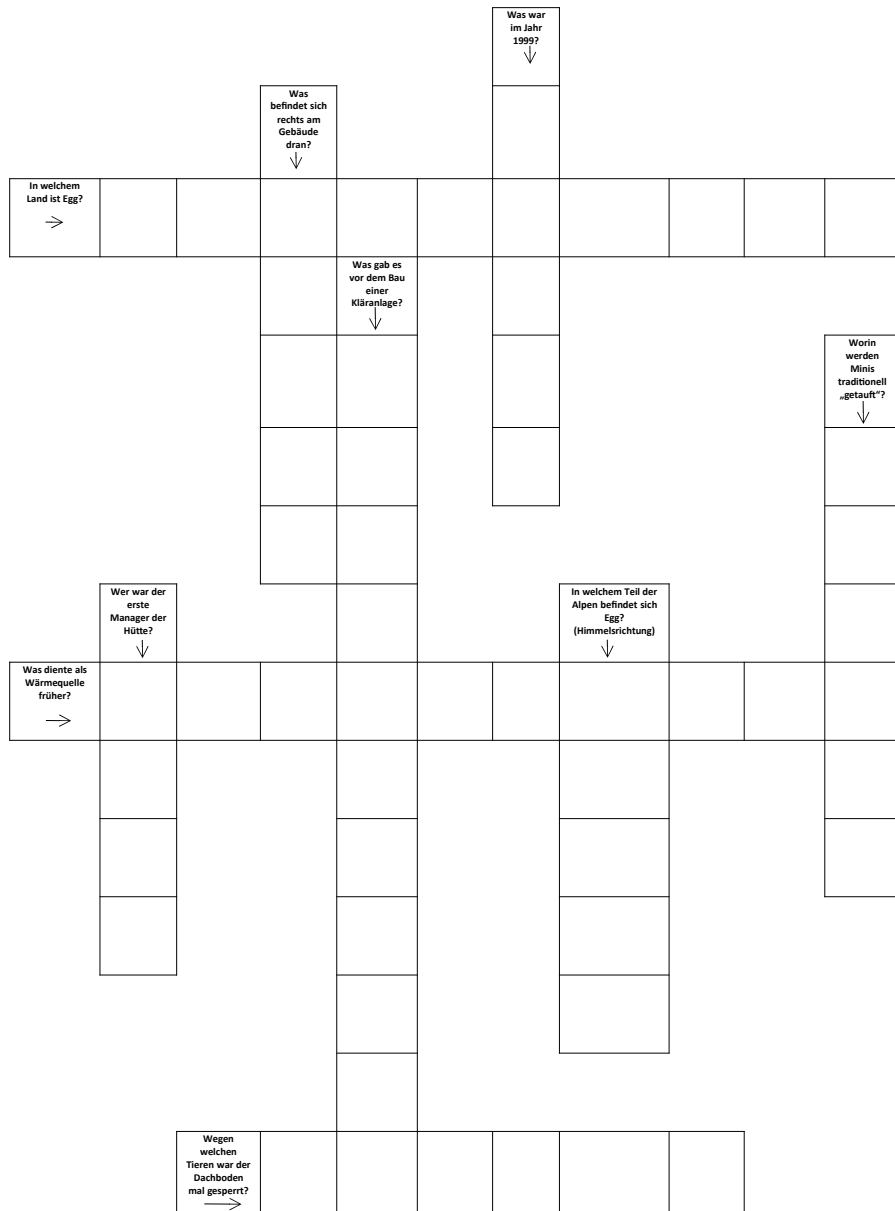 Was war
im Jahr
1999?
Was
befindet sich
rechts am
Gebäude
dran?
In welchem
Land ist Egg?
Was gab es
vor dem Bau
einer
Kläranlage?
Worin
werden
Minis
traditionell
„getauft“?
Wer war der
erste
Manager der
Hütte?
In welchem Teil der
Alpen befindet sich
Egg?
(Himmelsrichtung)
Was diente als
Wärmequelle
früher?
Wegen
welchen
Tieren war der
Dachboden
mal gesperrt?